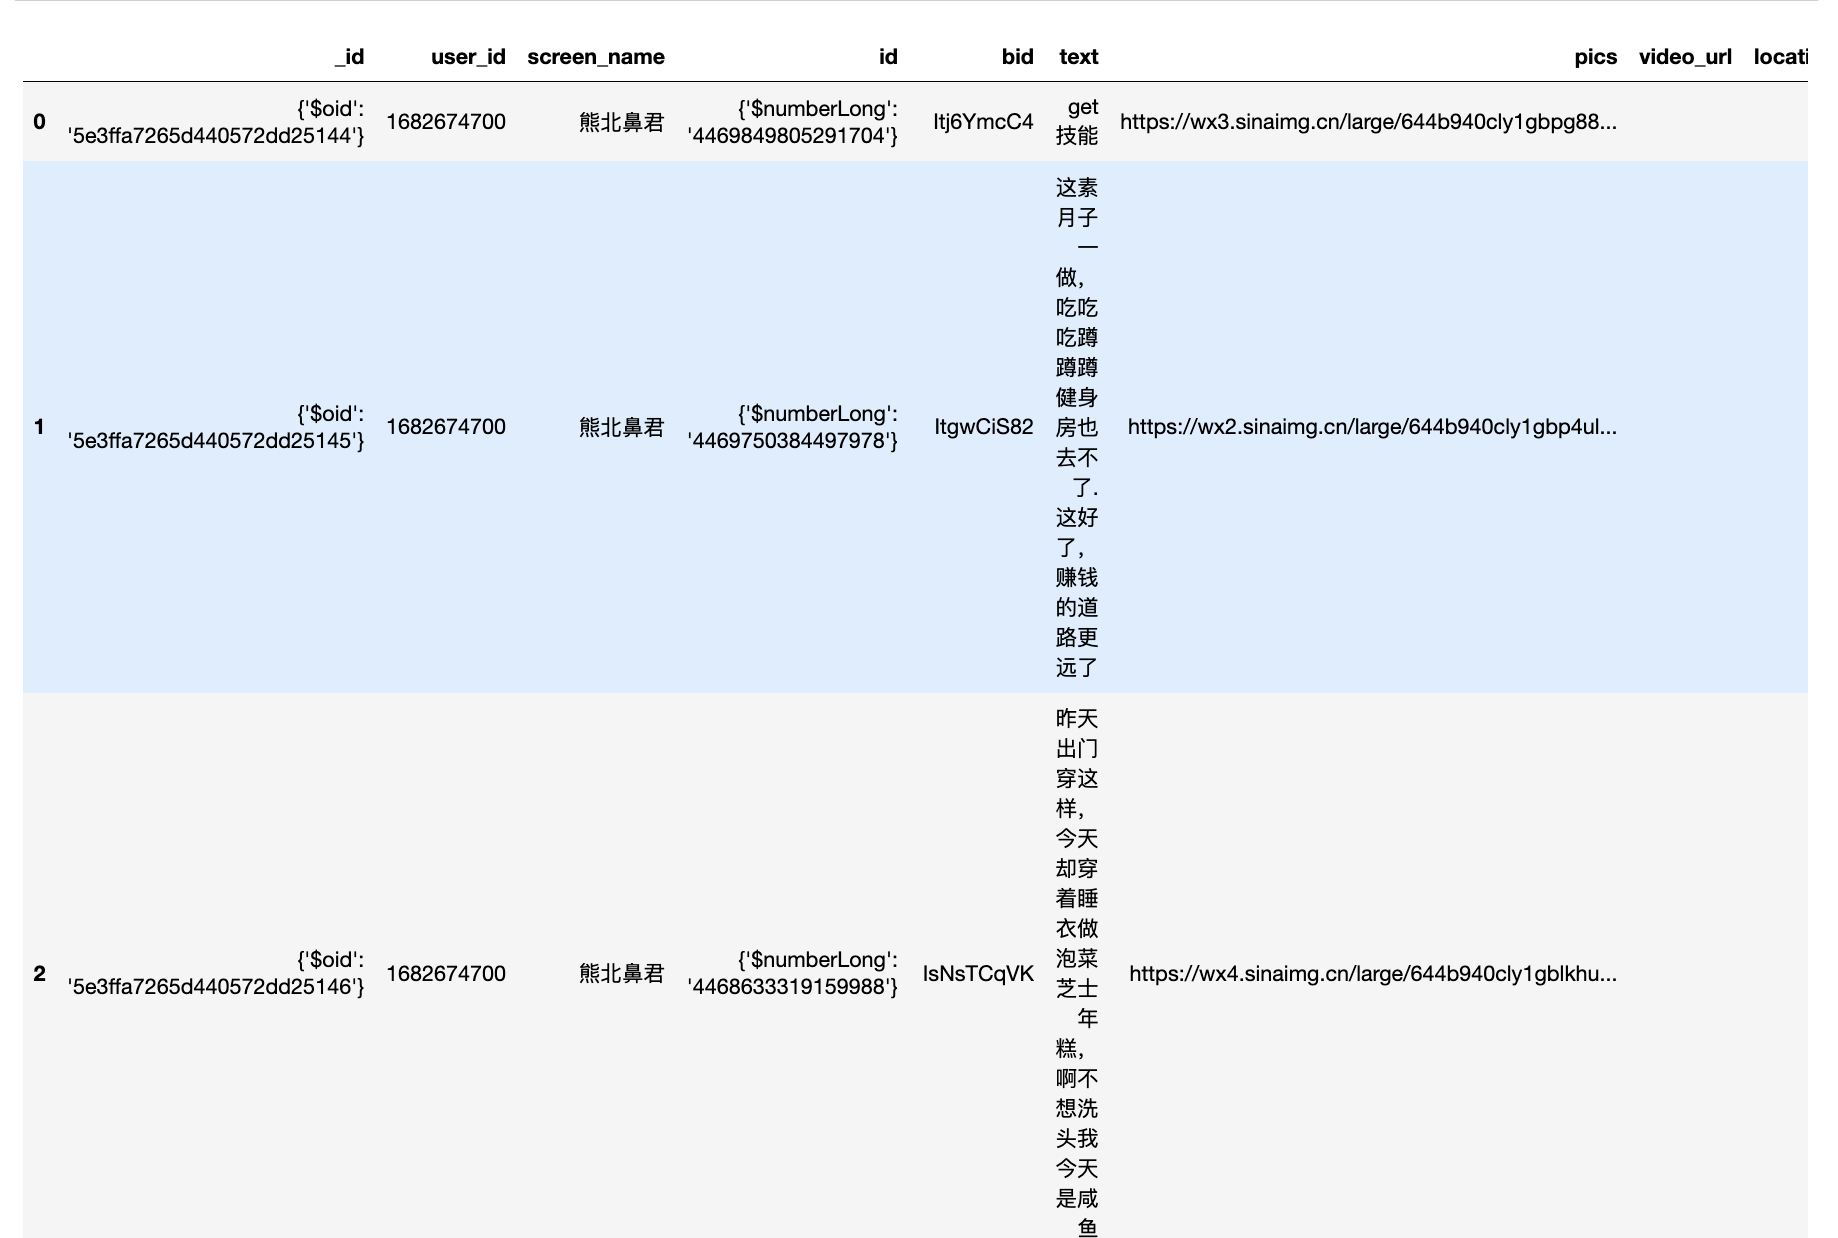 _id user_id screen_name id bid text pics video_url locati
0 {'$oid': '5e3ffa7265d440572dd25144'} 1682674700 熊北鼻君 {'$numberLong': '4469849805291704'} Itj6YmcC4 get
技能 https://wx3.sinaimg.cn/large/644b940cly1gbpg88...
1 {'$oid': '5e3ffa7265d440572dd25145'} 1682674700 熊北鼻君 {'$numberLong': '4469750384497978'} ItgwCiS82
这素
月子
一
做,
吃吃
吃蹲
蹲蹲
健身
房也
去不
了.
这好
了,
赚钱
的道
路更
远了
https://wx2.sinaimg.cn/large/644b940cly1gbp4ul...
2 {'$oid': '5e3ffa7265d440572dd25146'} 1682674700 熊北鼻君 {'$numberLong': '4468633319159988'} IsNsTCqVK
昨天
出门
穿这
样,
今天
却穿
着睡
衣做
泡菜
芝士
年
糕,
啊不
想洗
头我
今天
是咸
鱼
https://wx4.sinaimg.cn/large/644b940cly1gblkhu...